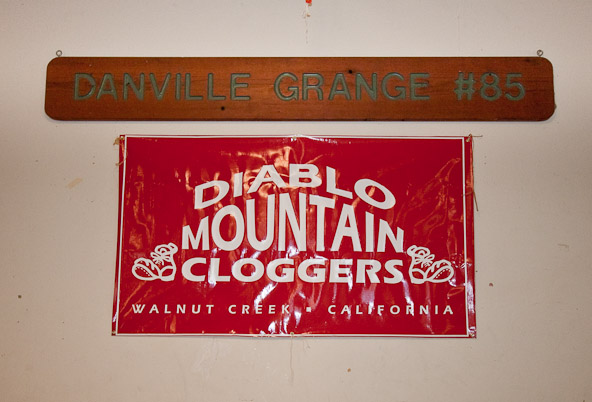 DANVILLE GRANGE #85
DIABLO
MOUNTAIN
CLOGGERS
WALNUT CREEK ▪ CALIFORNIA